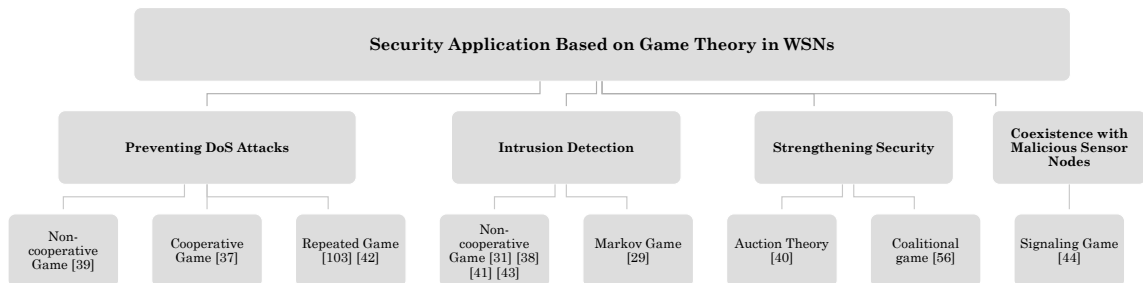 Security Application Based on Game Theory in WSNs
Preventing DoS Attacks
Intrusion Detection
Strengthening Security
Coexistence with
Malicious Sensor
Nodes
Non-
cooperative
Game [39]
Cooperative
Game [37]
Repeated Game
[103] [42]
Non-
cooperative
Game [31] [38]
[41] [43]
Markov Game
[29]
Auction Theory
[40]
Coalitional
game [56]
Signaling Game
[44]